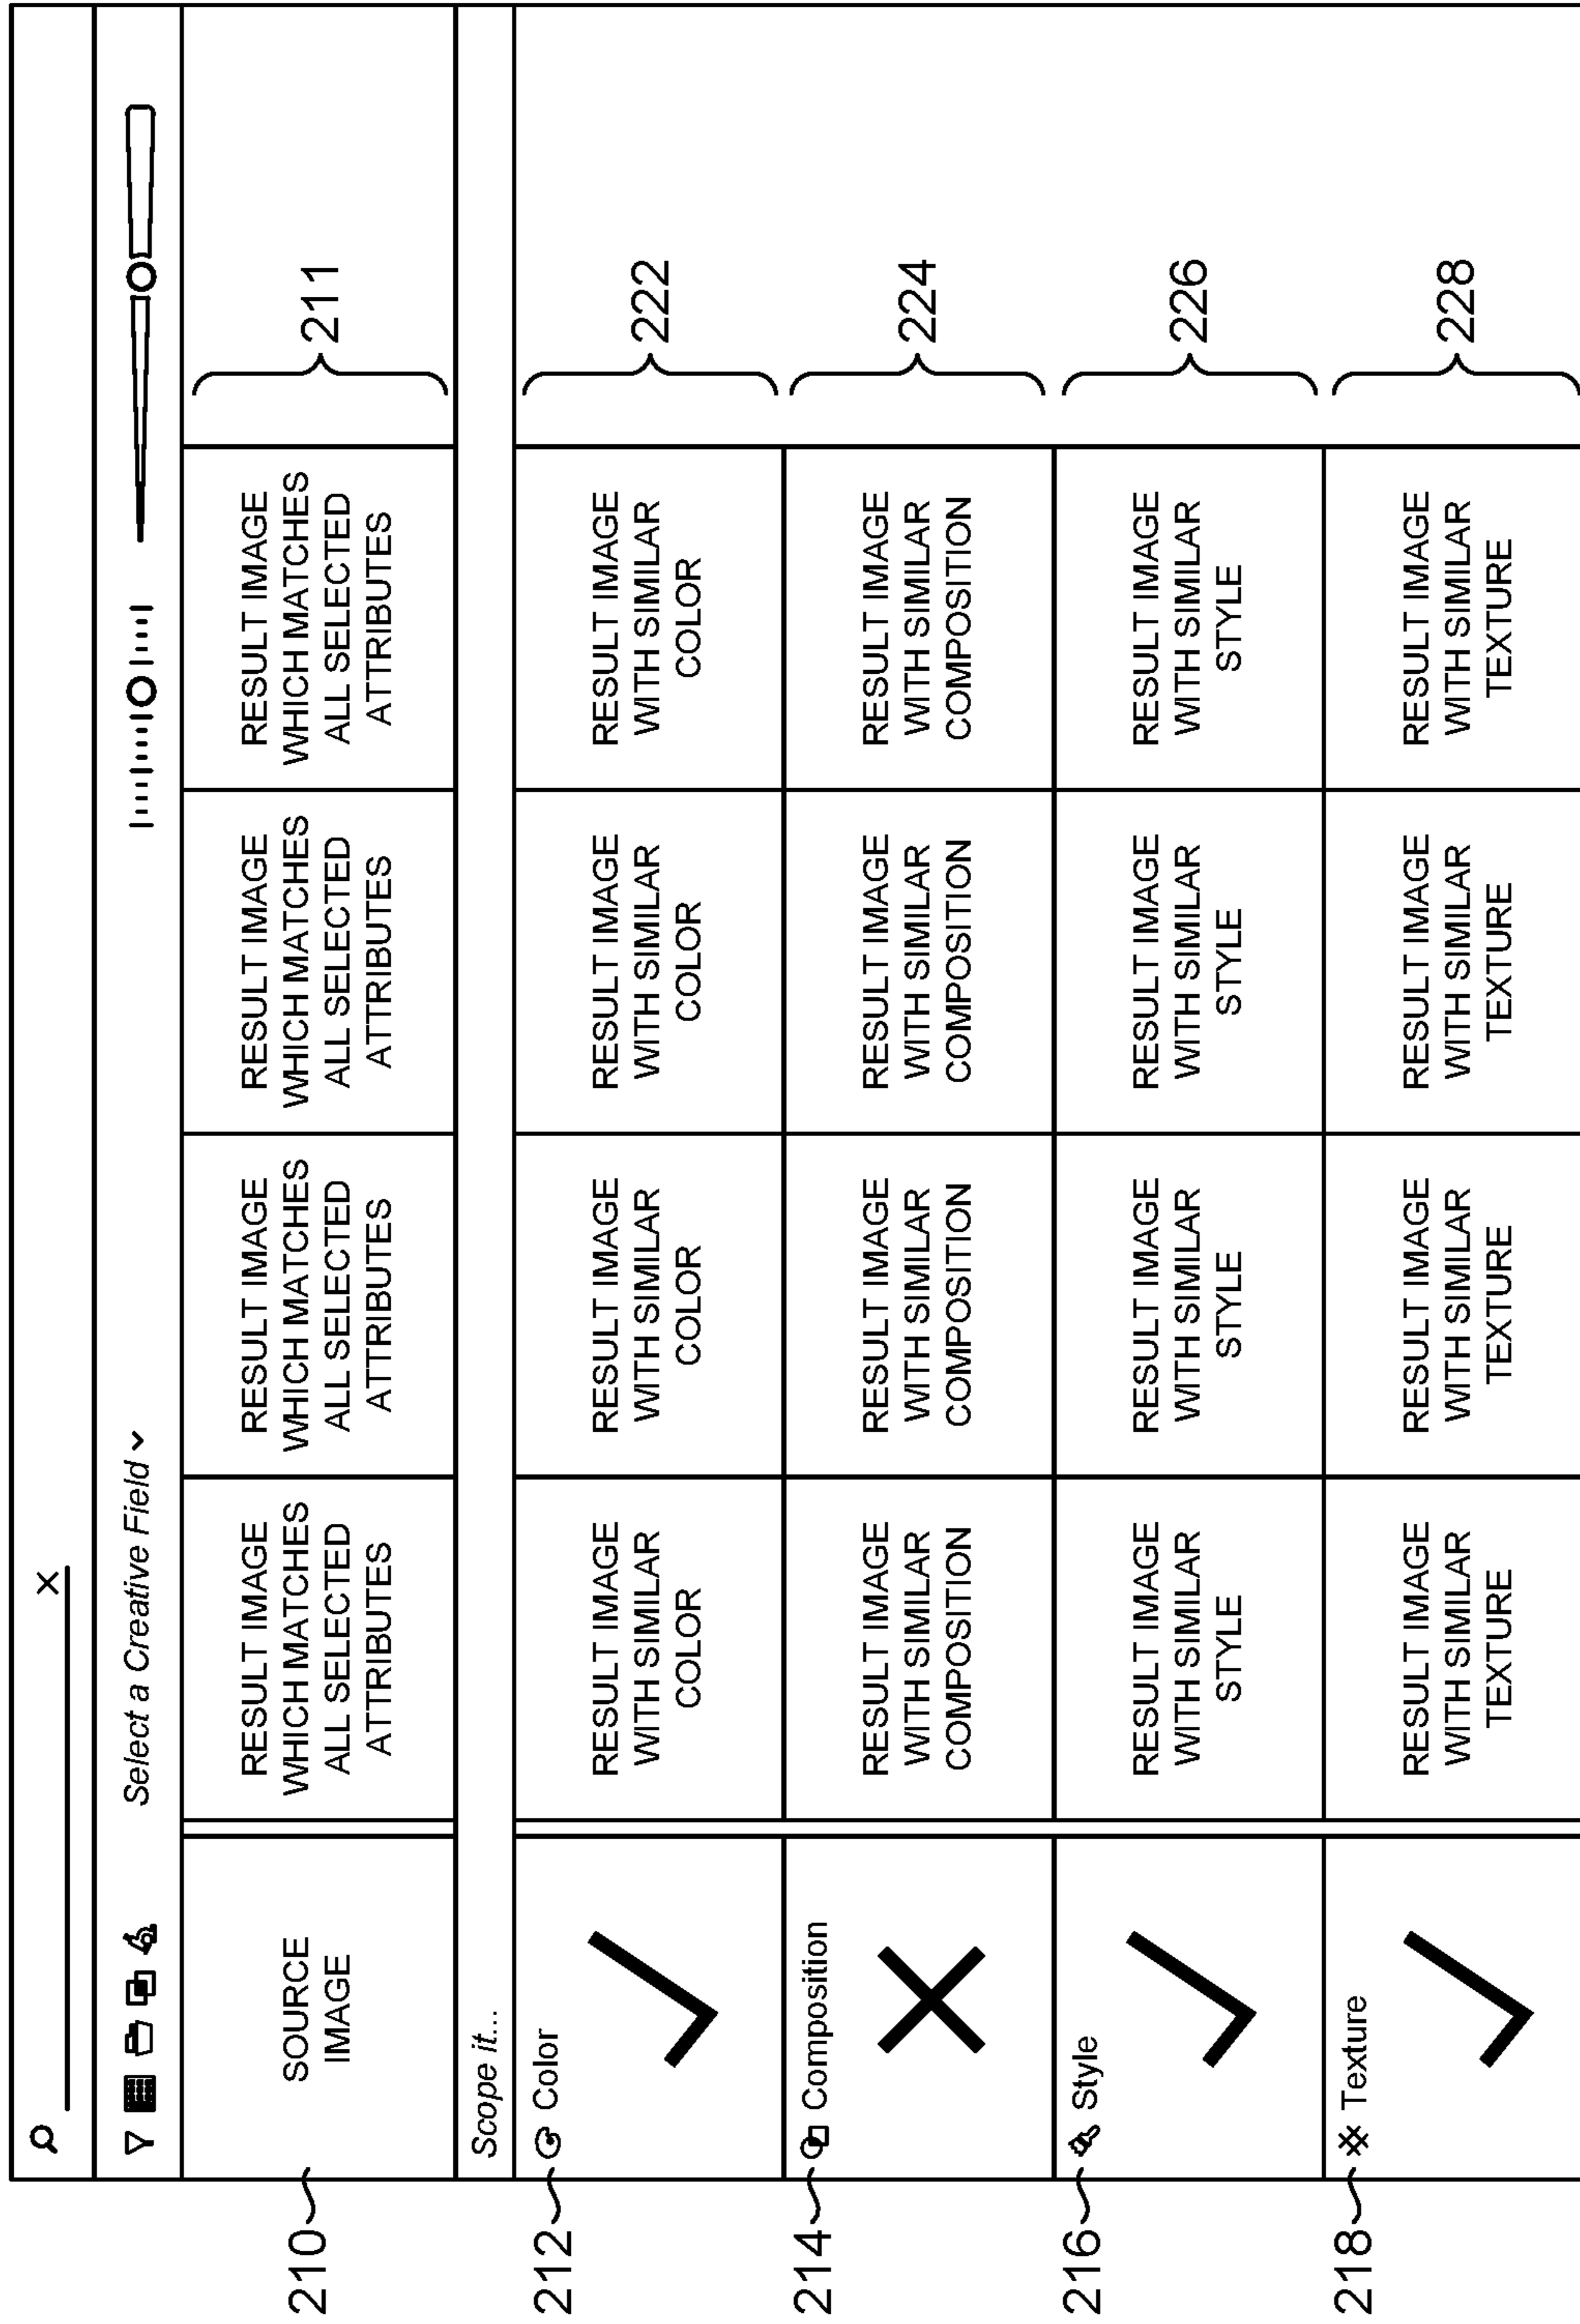 X
Select a Creative Field
210
SOURCE
IMAGE
RESULT IMAGE
WHICH MATCHES
ALL SELECTED
ATTRIBUTES
RESULT IMAGE
WHICH MATCHES
ALL SELECTED
ATTRIBUTES
RESULT IMAGE
WHICH MATCHES
ALL SELECTED
ATTRIBUTES
RESULT IMAGE
WHICH MATCHES
ALL SELECTED
ATTRIBUTES
211
Scope it...
212
Color
RESULT IMAGE
WITH SIMILAR
COLOR
RESULT IMAGE
WITH SIMILAR
COLOR
RESULT IMAGE
WITH SIMILAR
COLOR
RESULT IMAGE
WITH SIMILAR
COLOR
222
214
Composition
RESULT IMAGE
WITH SIMILAR
COMPOSITION
RESULT IMAGE
WITH SIMILAR
COMPOSITION
RESULT IMAGE
WITH SIMILAR
COMPOSITION
RESULT IMAGE
WITH SIMILAR
COMPOSITION
224
216
Style
RESULT IMAGE
WITH SIMILAR
STYLE
RESULT IMAGE
WITH SIMILAR
STYLE
RESULT IMAGE
WITH SIMILAR
STYLE
RESULT IMAGE
WITH SIMILAR
STYLE
226
218
Texture
RESULT IMAGE
WITH SIMILAR
TEXTURE
RESULT IMAGE
WITH SIMILAR
TEXTURE
RESULT IMAGE
WITH SIMILAR
TEXTURE
RESULT IMAGE
WITH SIMILAR
TEXTURE
228